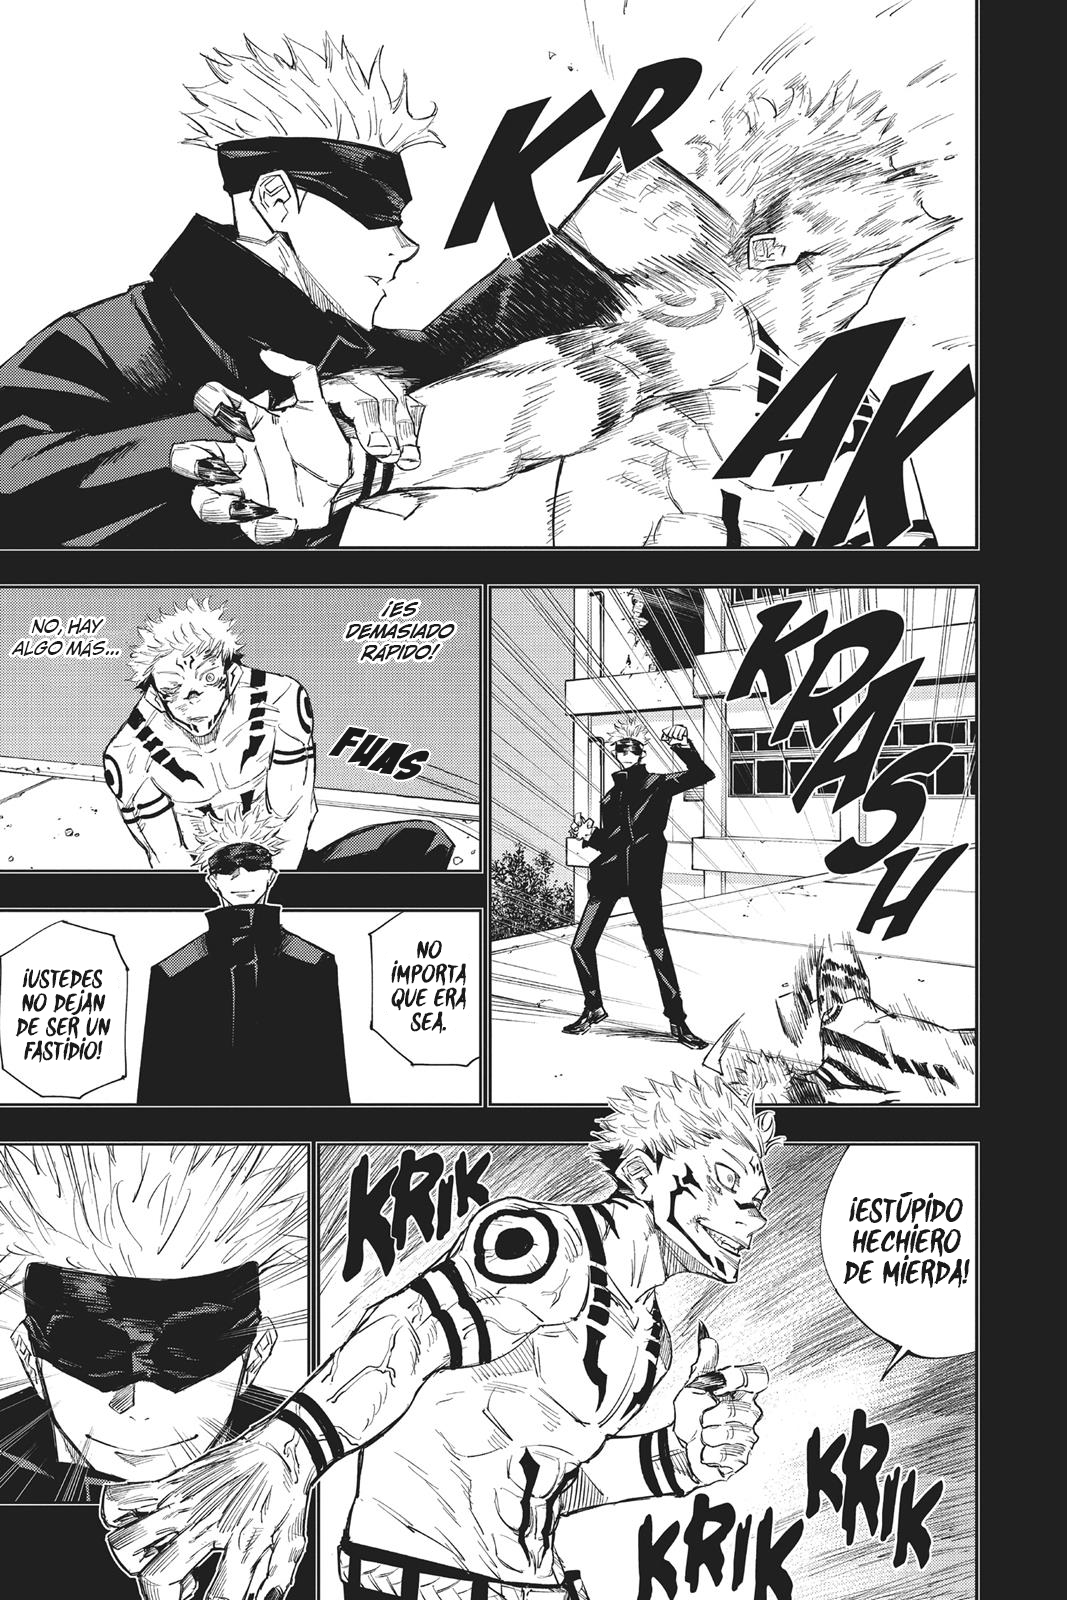 KR
AK
KRASH
¡ES
DEMASIADO
RÁPIDO!
NO, HAY
ALGO MÁS...
FUAS
NO
IMPORTA
QUE ERA
SEA.
¡USTEDES
NO DEJAN
DE SER UN
FASTIDIO!
¡ESTÚPIDO
HECHIERO
DE MIERDA!
KRIK
KRIK
KRIK
KRIK